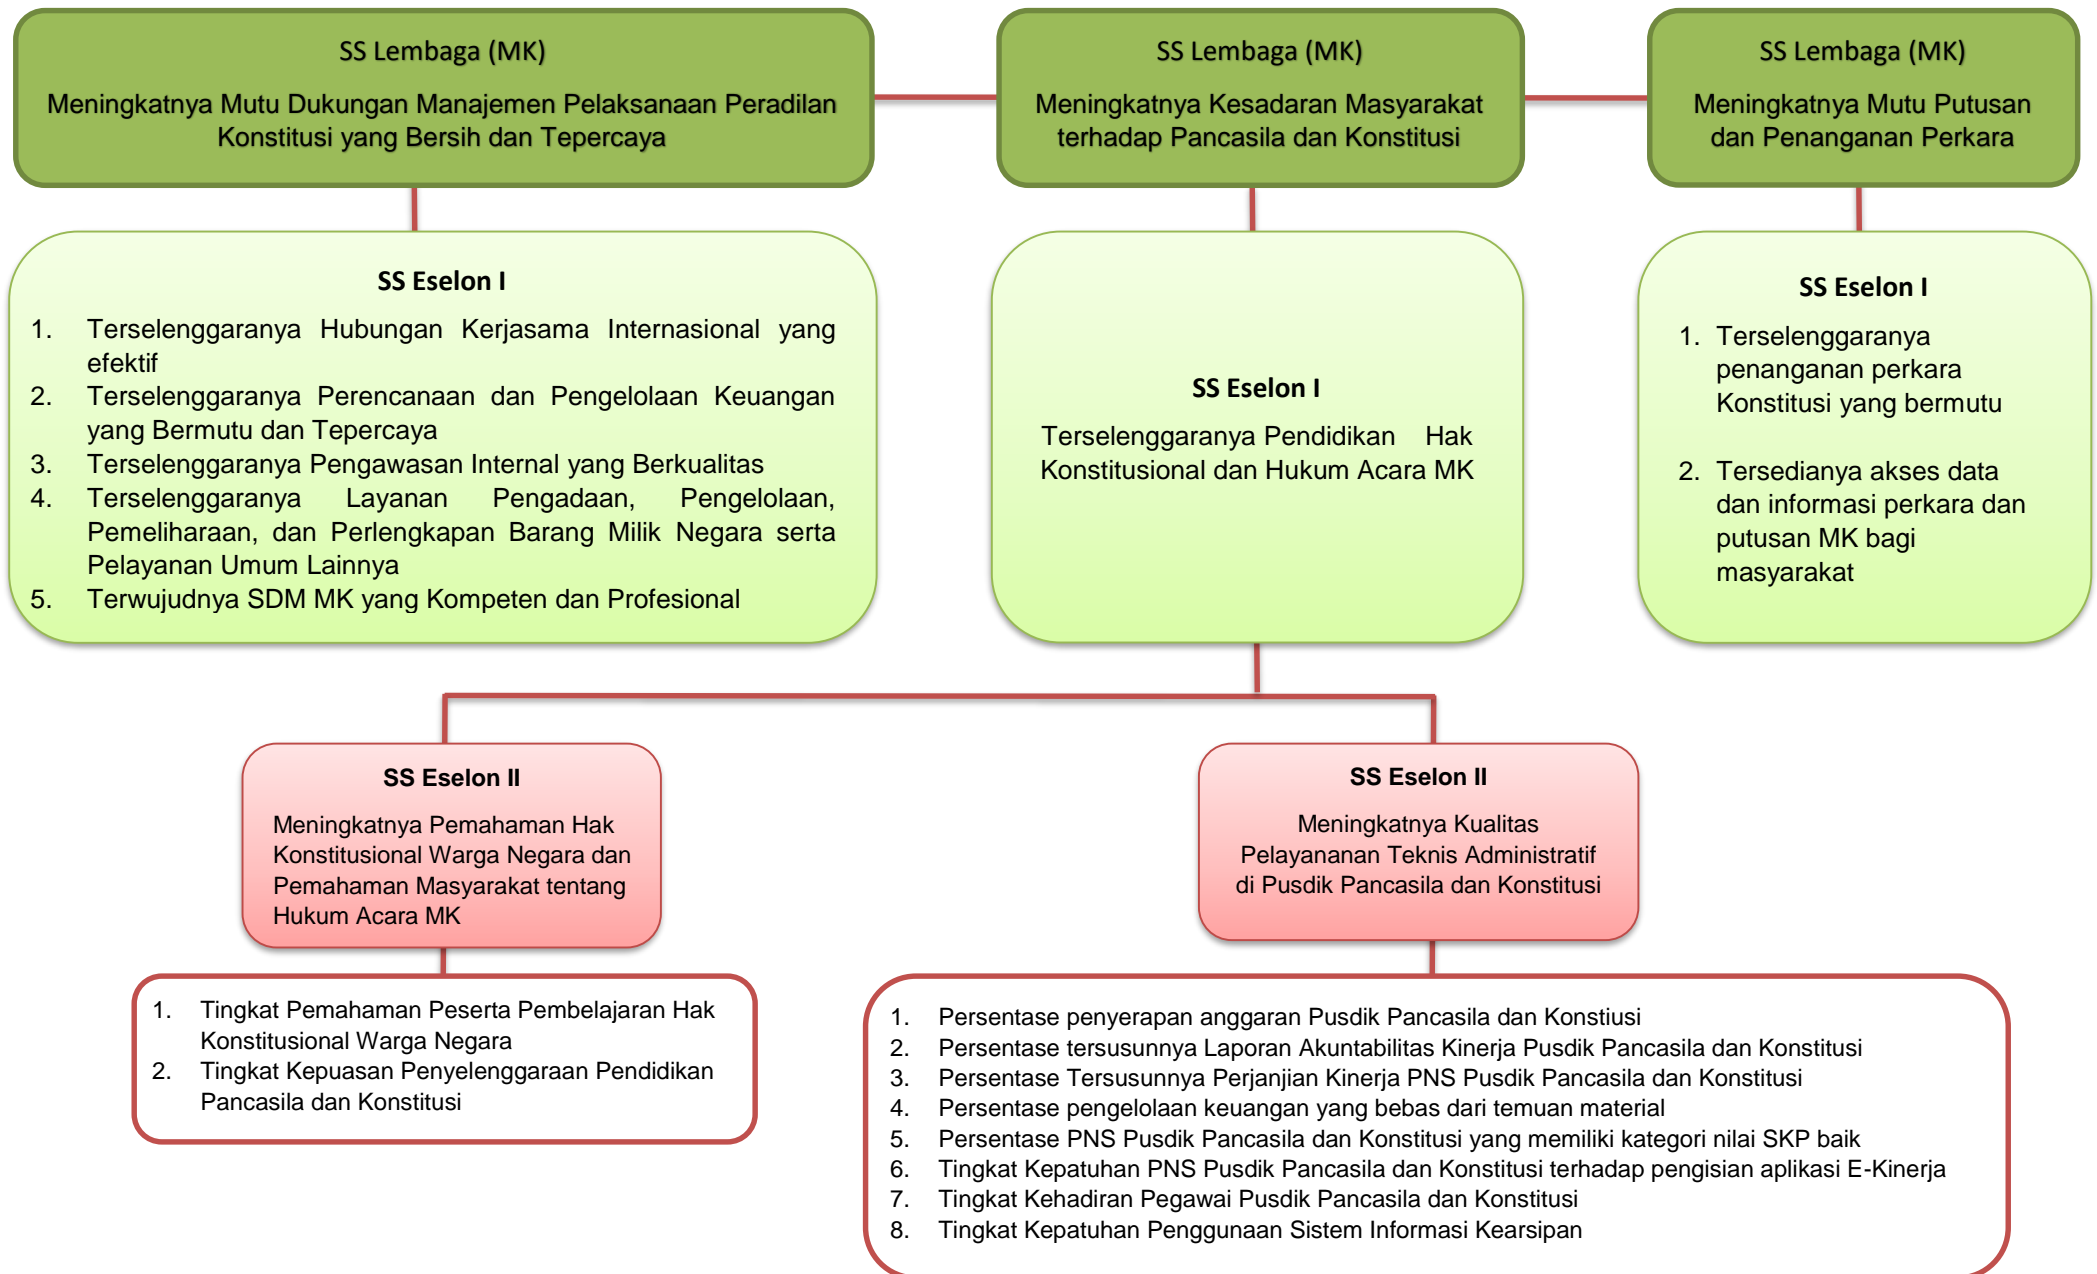 SS Lembaga (MK)
Meningkatnya Mutu Dukungan Manajemen Pelaksanaan Peradilan
Konstitusi yang Bersih dan Tepercaya
SS Lembaga (MK)
Meningkatnya Kesadaran Masyarakat
terhadap Pancasila dan Konstitusi
SS Lembaga (MK)
Meningkatnya Mutu Putusan
dan Penanganan Perkara
SS Eselon I
1. Terselenggaranya Hubungan Kerjasama Internasional yang
efektif
2. Terselenggaranya Perencanaan dan Pengelolaan Keuangan
yang Bermutu dan Tepercaya
3. Terselenggaranya Pengawasan Internal yang Berkualitas
4. Terselenggaranya Layanan Pengadaan, Pengelolaan,
Pemeliharaan, dan Perlengkapan Barang Milik Negara serta
Pelayanan Umum Lainnya
5. Terwujudnya SDM MK yang Kompeten dan Profesional
SS Eselon I
Terselenggaranya Pendidikan Hak
Konstitusional dan Hukum Acara MK
SS Eselon I
1. Terselenggaranya
penanganan perkara
Konstitusi yang bermutu
2. Tersedianya akses data
dan informasi perkara dan
putusan MK bagi
masyarakat
SS Eselon II
Meningkatnya Pemahaman Hak
Konstitusional Warga Negara dan
Pemahaman Masyarakat tentang
Hukum Acara MK
SS Eselon II
Meningkatnya Kualitas
Pelayananan Teknis Administratif
di Pusdik Pancasila dan Konstitusi
1. Tingkat Pemahaman Peserta Pembelajaran Hak
Konstitusional Warga Negara
2. Tingkat Kepuasan Penyelenggaraan Pendidikan
Pancasila dan Konstitusi
1. Persentase penyerapan anggaran Pusdik Pancasila dan Konstiusi
2. Persentase tersusunnya Laporan Akuntabilitas Kinerja Pusdik Pancasila dan Konstitusi
3. Persentase Tersusunnya Perjanjian Kinerja PNS Pusdik Pancasila dan Konstitusi
4. Persentase pengelolaan keuangan yang bebas dari temuan material
5. Persentase PNS Pusdik Pancasila dan Konstitusi yang memiliki kategori nilai SKP baik
6. Tingkat Kepatuhan PNS Pusdik Pancasila dan Konstitusi terhadap pengisian aplikasi E-Kinerja
7. Tingkat Kehadiran Pegawai Pusdik Pancasila dan Konstitusi
8. Tingkat Kepatuhan Penggunaan Sistem Informasi Kearsipan